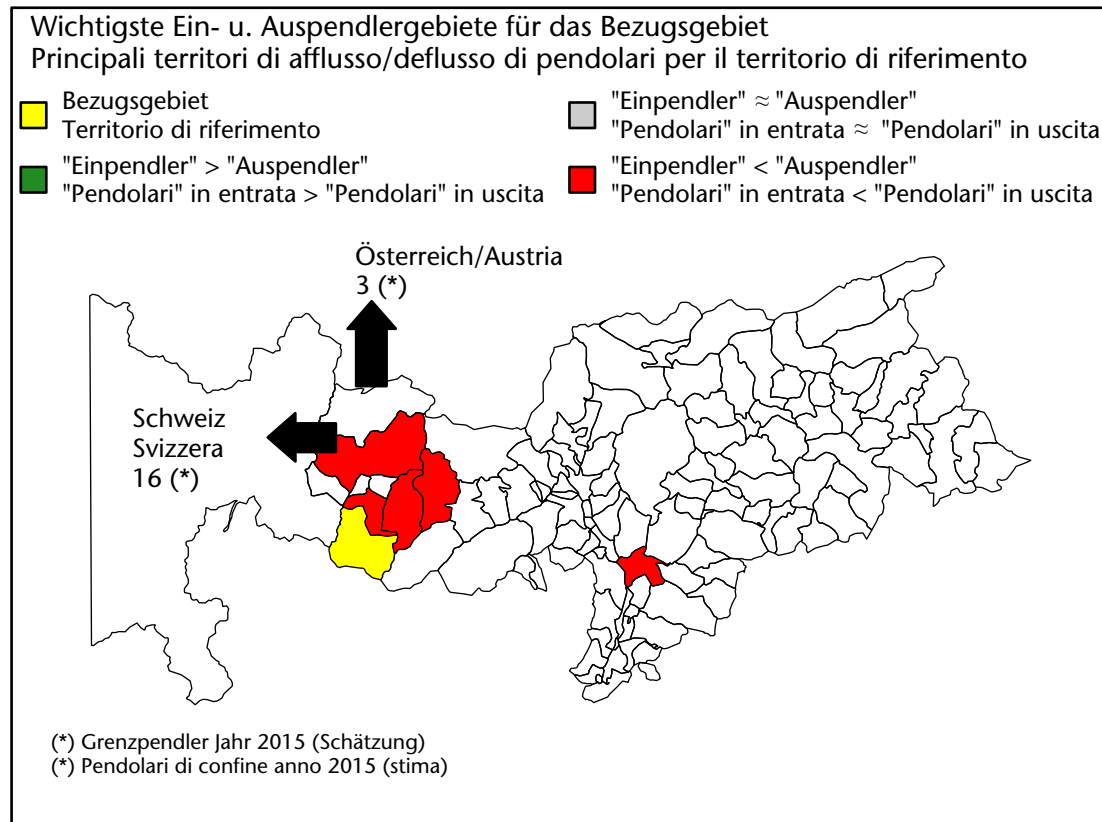 Wichtigste Ein- u. Auspendlergebiete für das Bezugsgebiet
Principali territori di afflusso/deflusso di pendolari per il territorio di riferimento
Bezugsgebiet
Territorio di riferimento
"Einpendler" ≈ "Auspendler"
"Pendolari" in entrata ≈ "Pendolari" in uscita
"Einpendler" > "Auspendler"
"Pendolari" in entrata > "Pendolari" in uscita
"Einpendler" < "Auspendler"
"Pendolari" in entrata < "Pendolari" in uscita
Österreich/Austria
3 (*)
Schweiz
Svizzera
16 (*)
(*) Grenzpendler Jahr 2015 (Schätzung)
(*) Pendolari di confine anno 2015 (stima)